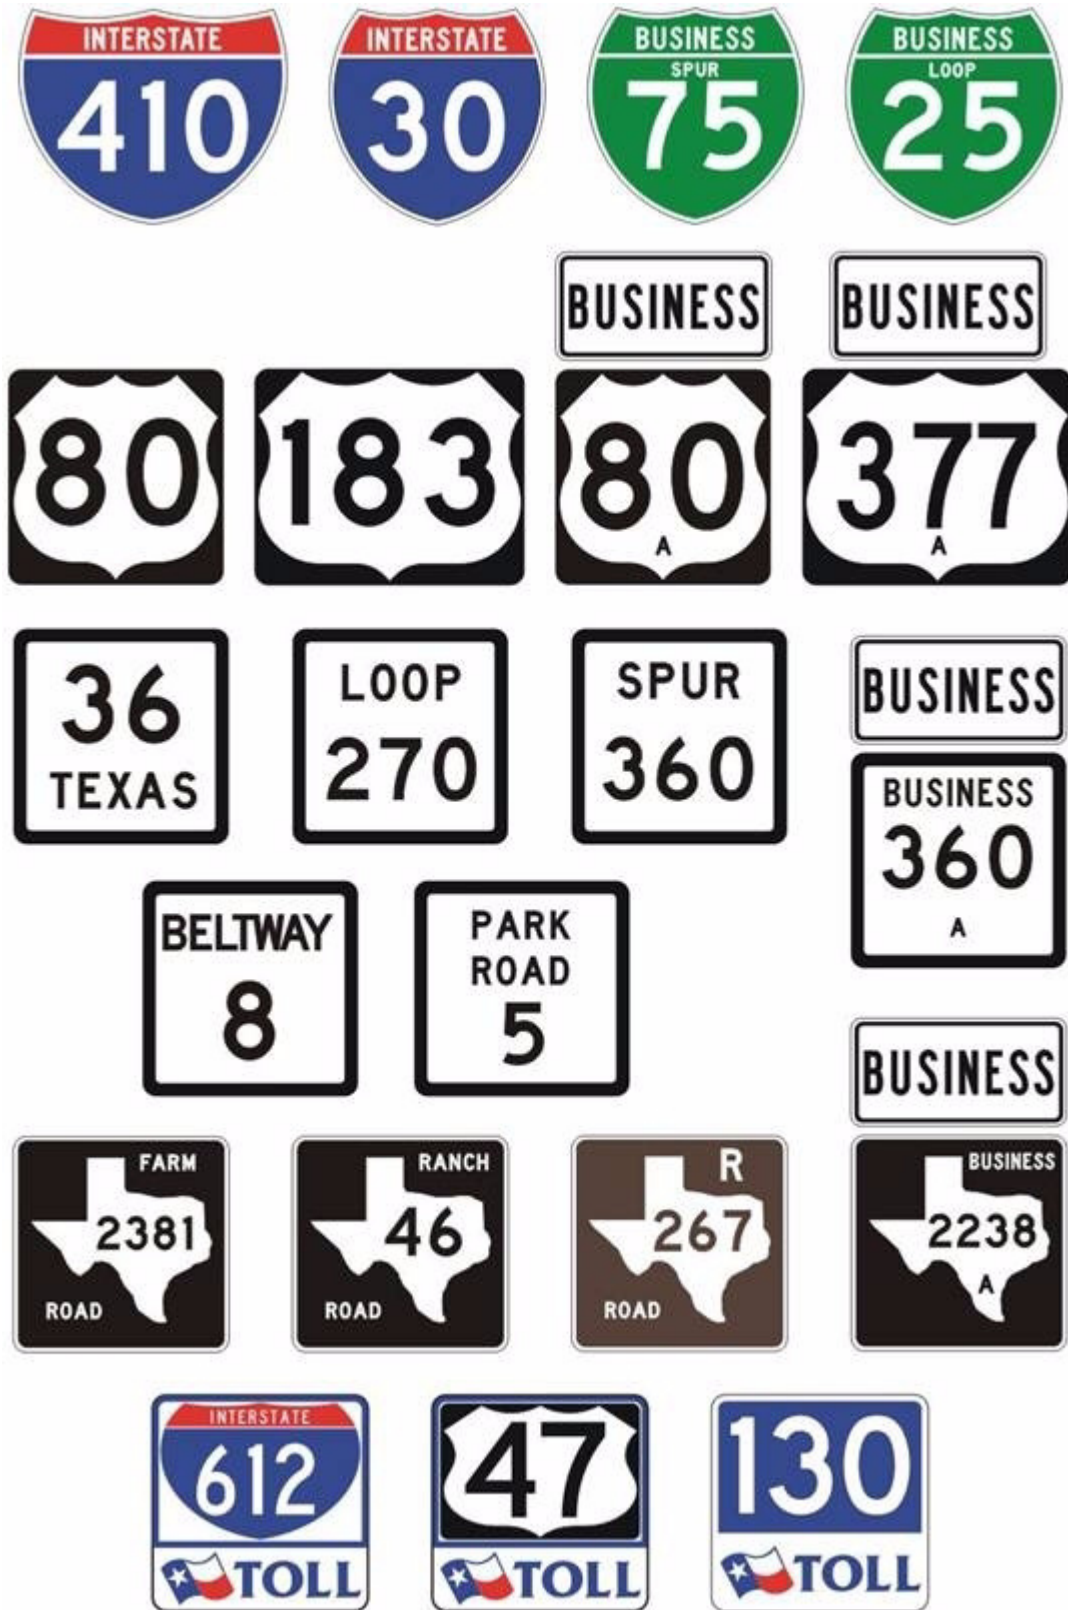 INTERSTATE
410
INTERSTATE
30
BUSINESS
SPUR
75
BUSINESS
LOOP
25
BUSINESS
BUSINESS
80
183
80
A
377
A
36
TEXAS
LOOP
270
SPUR
360
BUSINESS
BUSINESS
360
A
BELTWAY
8
PARK
ROAD
5
BUSINESS
FARM
2381
ROAD
RANCH
46
ROAD
R
267
ROAD
BUSINESS
2238
A
INTERSTATE
612
TOLL
47
TOLL
130
TOLL